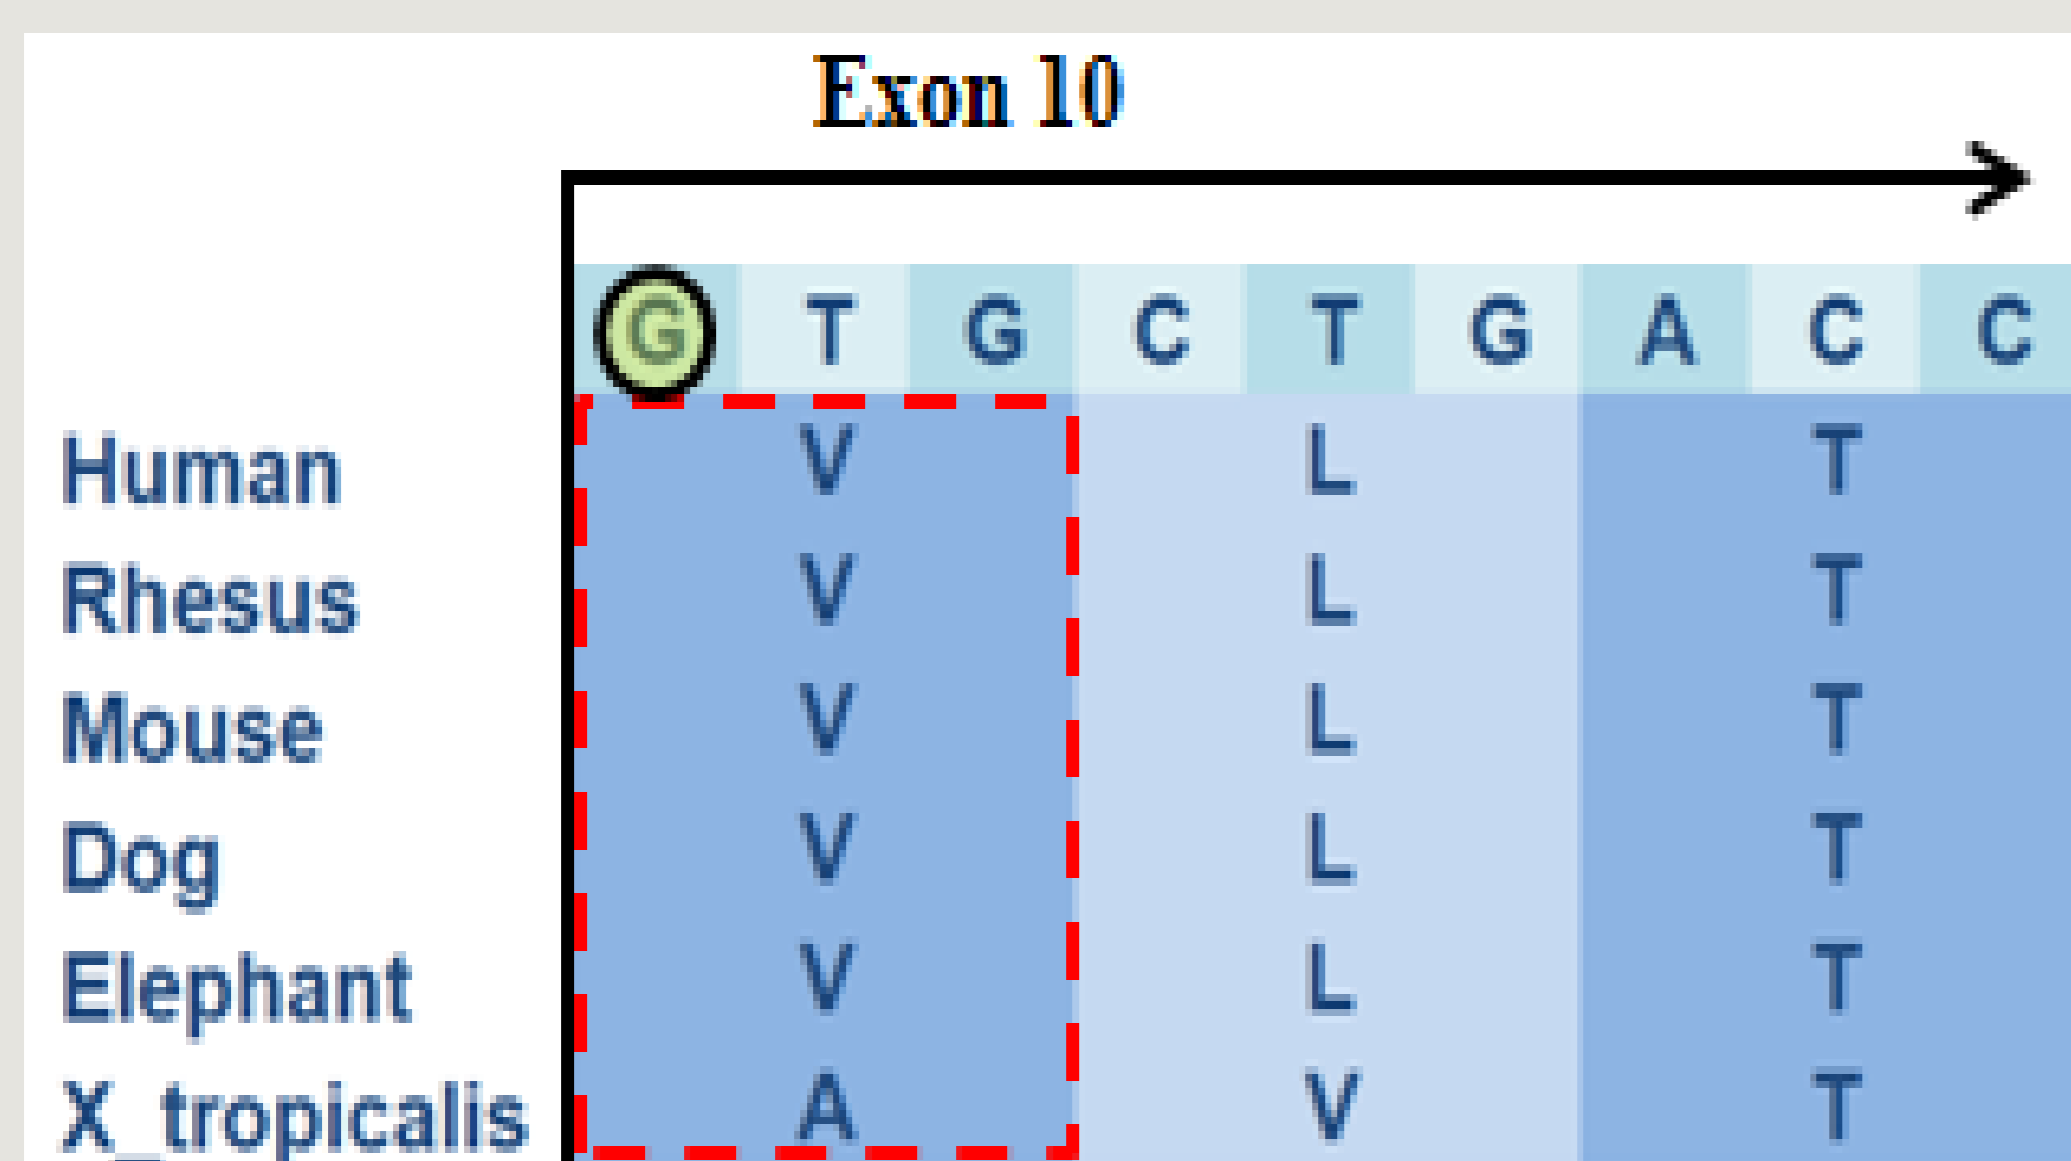 Exon 10
G T G C T G A C C
Human V L T
Rhesus V L T
Mouse V L T
Dog V L T
Elephant V L T
X_tropicalis A V T